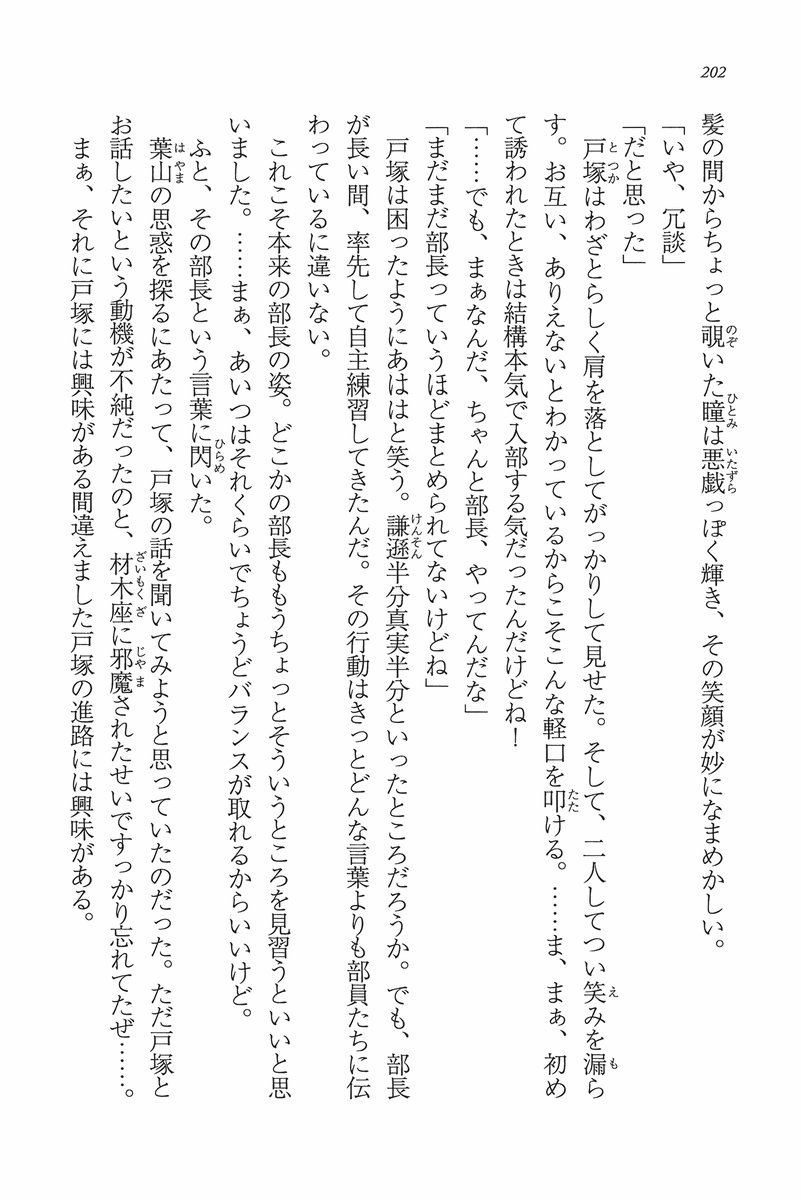 202
髪の間からちょっと覗いた瞳は悪戯っぽく輝き、その笑顔が妙になまめかしい。
「いや、冗談」
「だと思った」
戸塚はわざとらしく肩を落としてがっかりして見せた。そして、二人してつい笑みを漏ら
す。お互い、ありえないとわかっているからこそこんな軽口を叩ける。……ま、まぁ、初め
て誘われたときは結構本気で入部する気だったんだけどね！
「……でも、まぁなんだ、ちゃんと部長、やってんだな」
「まだまだ部長っていうほどまとめられてないけどね」
戸塚は困ったようにあははと笑う。謙遜半分真実半分といったところだろうか。でも、部長
が長い間、率先して自主練習してきたんだ。その行動はきっとどんな言葉よりも部員たちに伝
わっているに違いない。
これこそ本来の部長の姿。どこかの部長ももうちょっとそういうところを見習うといいと思
いました。……まぁ、あいつはそれくらいでちょうどバランスが取れるからいいけど。
ふと、その部長という言葉に閃いた。
葉山の思惑を探るにあたって、戸塚の話を聞いてみようと思っていたのだった。ただ戸塚と
お話したいという動機が不純だったのと、材木座に邪魔されたせいですっかり忘れてたぜ……。
まぁ、それに戸塚には興味がある間違えました戸塚の進路には興味がある。